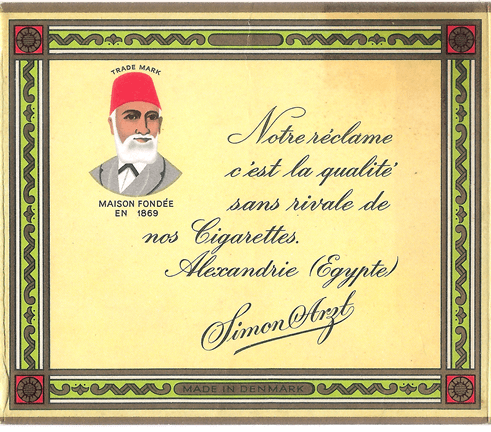 TRADE MARK
MAISON FONDÉE
EN 1869
Notre réclame
c'est la qualité
sans rivale de
nos Cigarettes.
Alexandrie (Egypte)
Simon Arzt
MADE IN DENMARK